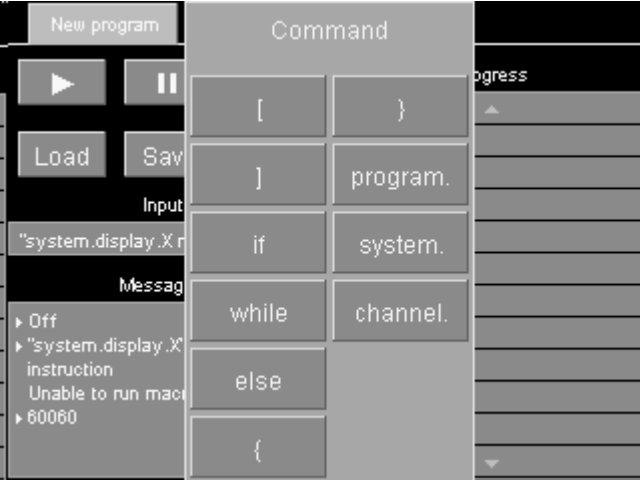 New program
Command
ogress
[
}
Load
Sav
]
program.
Input
"system.display.X
if
system.
Messag
while
channel.
Off
"system.display.X"
instruction
Unable to run mac
60060
else
{